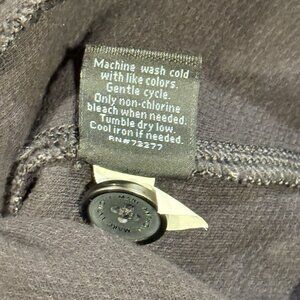 Machine wash cold
with like colors.
Gentle cycle.
Only non-chlorine
bleach when needed.
Tumble dry low.
Cool iron if needed.
RN#73277